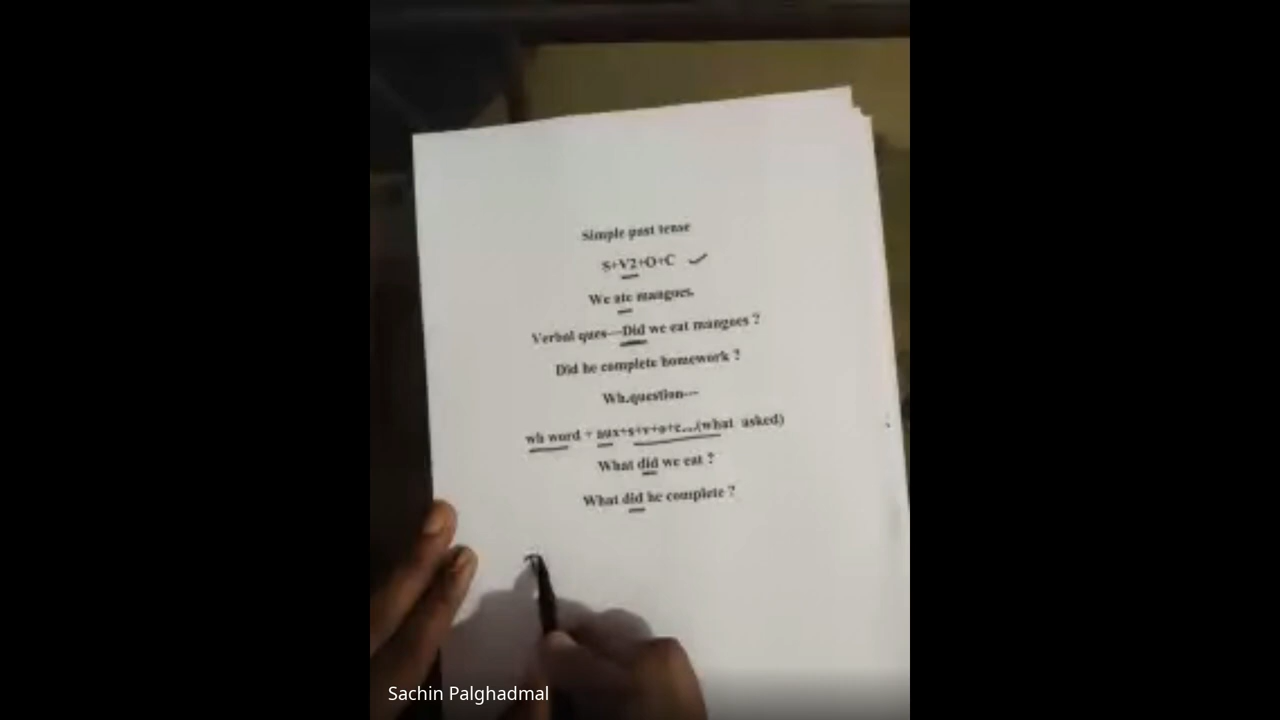 Simple past tense
S+V2+O+C
We ate mangoes.
Verbal ques---Did we eat mangoes ?
Did he complete homework ?
Wh.question---
wh word + aux+s+v+o+c...(what asked)
What did we eat ?
What did he complete ?
Sachin Palghadmal